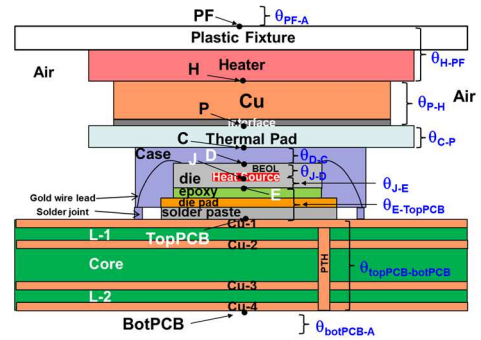 PF
θPF-A
Plastic Fixture
Air
Heater
H
θH-PF
Cu
P
θP-H
Air
interface
C
Thermal Pad
θC-P
Case
J
D
θD-C
BEOL
die
Heat Source
θJ-D
θJ-E
epoxy
E
die pad
θE-TopPCB
Gold wire lead
Solder joint
solder paste
Cu-1
L-1
TopPCB
Cu-2
PTH
Core
θtopPCB-botPCB
Cu-3
L-2
Cu-4
BotPCB
θbotPCB-A